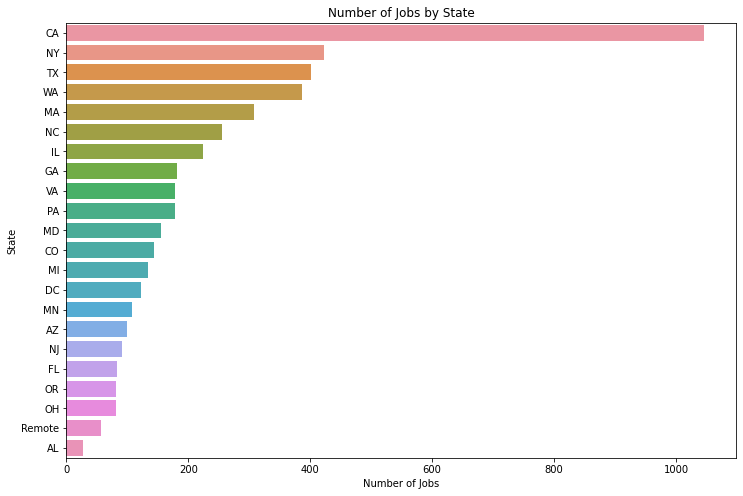 Number of Jobs by State
CA
NY
TX
WA
MA
NC
IL
GA
VA
PA
MD
CO
MI
DC
MN
AZ
NJ
FL
OR
OH
Remote
AL
State
0 200 400 600 800 1000
Number of Jobs